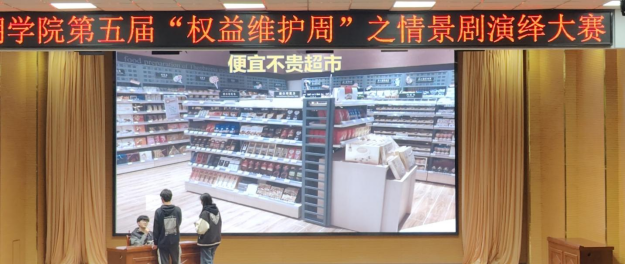 学院第五届“权益维护周”之情景剧演绎大赛
便宜不贵超市